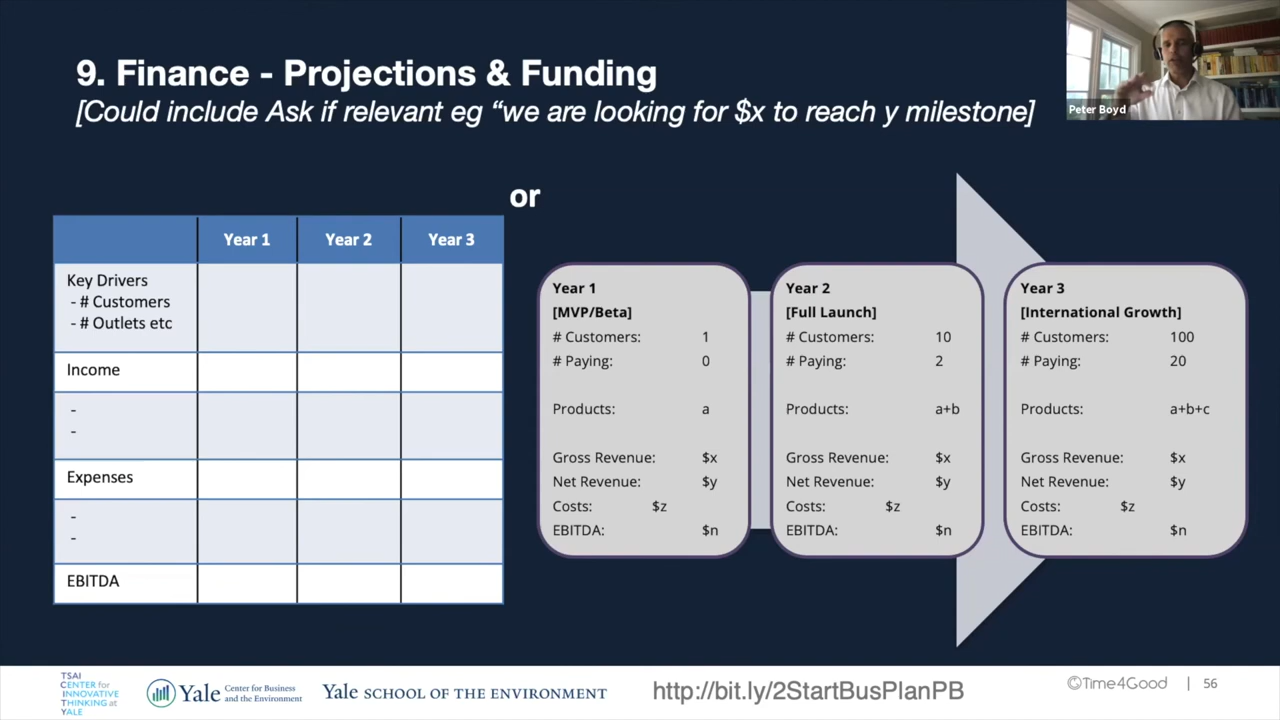 9. Finance - Projections & Funding
[Could include Ask if relevant eg “we are looking for $x to reach y milestone]
Peter Boyd
or
Year 1 Year 2 Year 3
Key Drivers
- # Customers
- # Outlets etc
Income
-
-
Expenses
-
-
EBITDA
Year 1
[MVP/Beta]
# Customers: 1
# Paying: 0
Products: a
Gross Revenue: $x
Net Revenue: $y
Costs: $z
EBITDA: $n
Year 2
[Full Launch]
# Customers: 10
# Paying: 2
Products: a+b
Gross Revenue: $x
Net Revenue: $y
Costs: $z
EBITDA: $n
Year 3
[International Growth]
# Customers: 100
# Paying: 20
Products: a+b+c
Gross Revenue: $x
Net Revenue: $y
Costs: $z
EBITDA: $n
TSAI
CENTER for
INNOVATIVE
THINKING at
YALE
Yale Center for Business
and the Environment
Yale SCHOOL OF THE ENVIRONMENT
http://bit.ly/2StartBusPlanPB
©Time4Good | 56